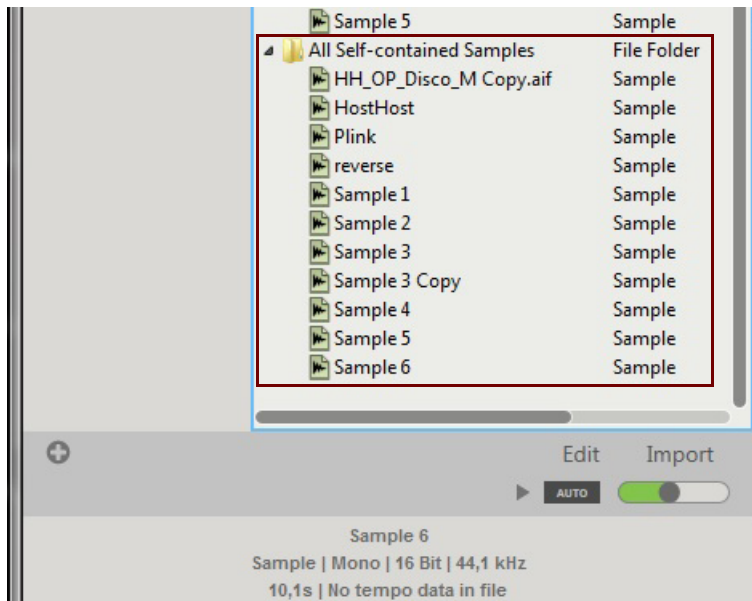 Sample 5 Sample
All Self-contained Samples File Folder
HH_OP_Disco_M Copy.aif Sample
HostHost Sample
Plink Sample
reverse Sample
Sample 1 Sample
Sample 2 Sample
Sample 3 Sample
Sample 3 Copy Sample
Sample 4 Sample
Sample 5 Sample
Sample 6 Sample
Edit Import
AUTO
Sample 6
Sample | Mono | 16 Bit | 44,1 kHz
10,1s | No tempo data in file